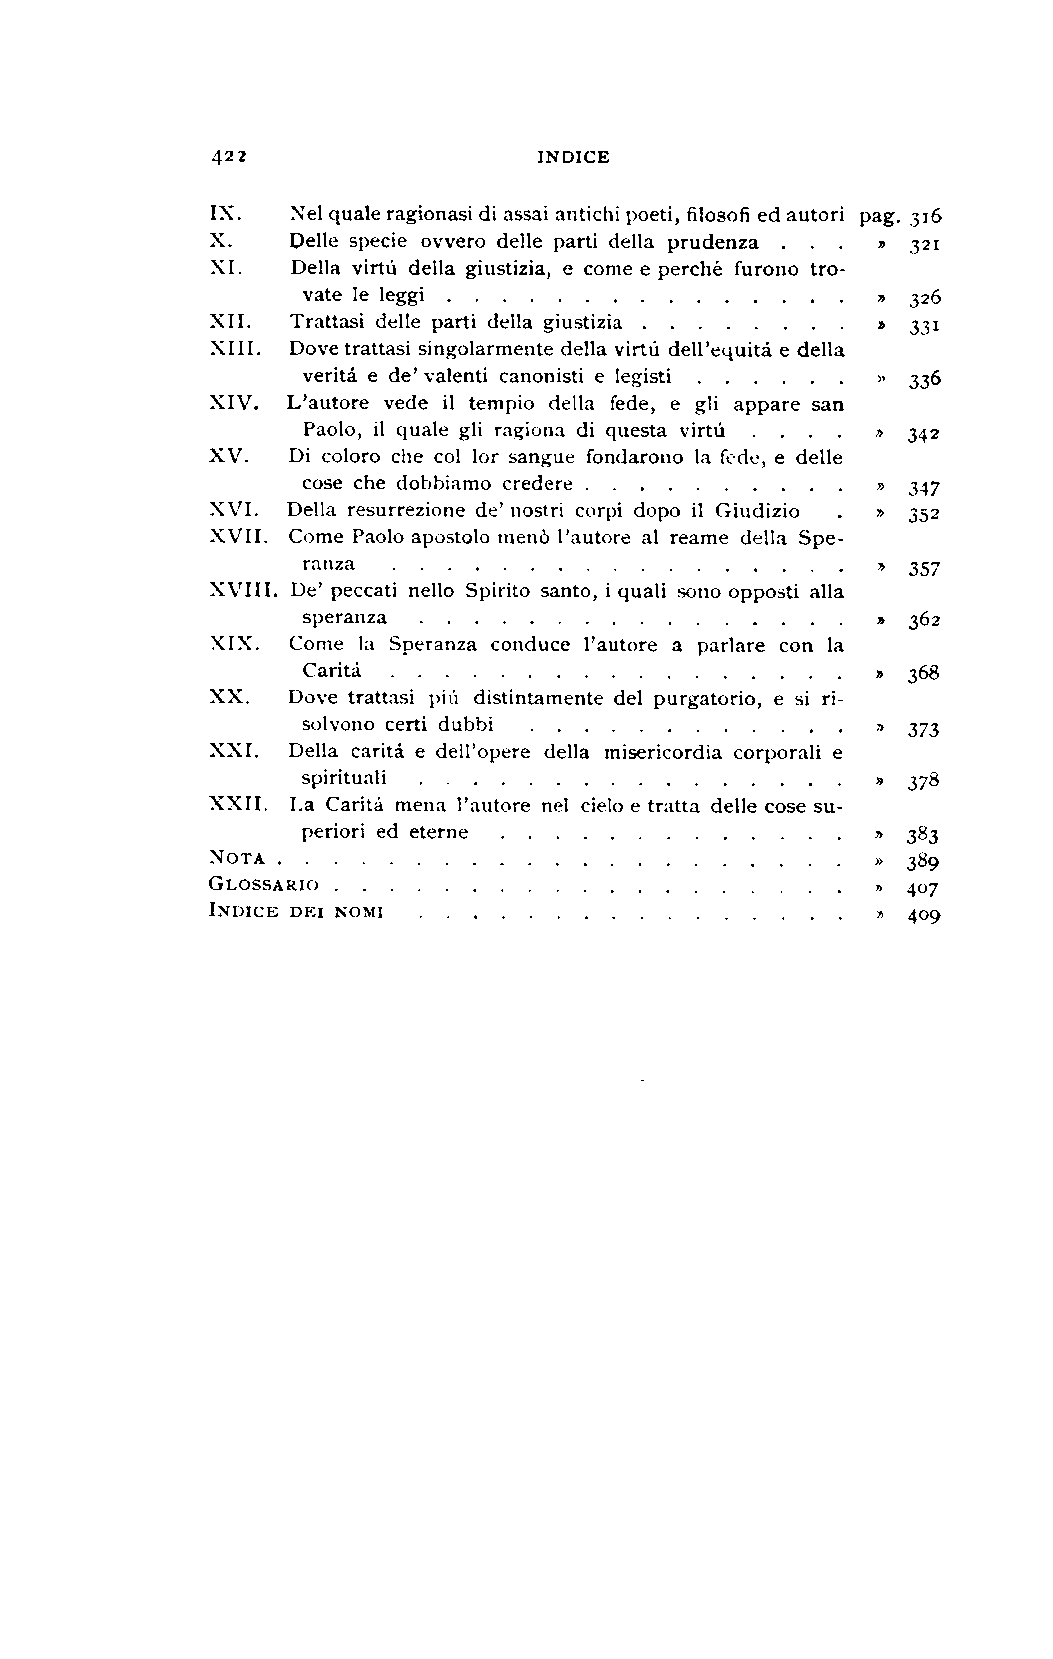 422 INDICE
IX. Nel quale ragionasi di assai antichi poeti, filosofi ed autori pag. 316
X. Delle specie ovvero delle parti della prudenza . . . » 321
XI. Della virtú della giustizia, e come e perché furono tro-
vate le leggi . . . . . . . . . . . . . . . » 326
XII. Trattasi delle parti della giustizia . . . . . . . . » 331
XIII. Dove trattasi singolarmente della virtú dell'equitá e della
veritá e de' valenti canonisti e legisti . . . . . . » 336
XIV. L'autore vede il tempio della fede, e gli appare san
Paolo, il quale gli ragiona di questa virtú . . . . » 342
XV. Di coloro che col lor sangue fondarono la fede, e delle
cose che dobbiamo credere . . . . . . . . . . » 347
XVI. Della resurrezione de' nostri corpi dopo il Giudizio . » 352
XVII. Come Paolo apostolo menò l'autore al reame della Spe-
ranza . . . . . . . . . . . . . . . . . » 357
XVIII. De' peccati nello Spirito santo, i quali sono opposti alla
speranza . . . . . . . . . . . . . . . . » 362
XIX. Come la Speranza conduce l'autore a parlare con la
Caritá . . . . . . . . . . . . . . . . . » 368
XX. Dove trattasi piú distintamente del purgatorio, e si ri-
solvono certi dubbi . . . . . . . . . . . . » 373
XXI. Della caritá e dell'opere della misericordia corporali e
spirituali . . . . . . . . . . . . . . . . » 378
XXII. La Caritá mena l'autore nel cielo e tratta delle cose su-
periori ed eterne . . . . . . . . . . . . . » 383
NOTA . . . . . . . . . . . . . . . . . . . . . » 389
GLOSSARIO . . . . . . . . . . . . . . . . . . . » 407
INDICE DEI NOMI . . . . . . . . . . . . . . . . » 409